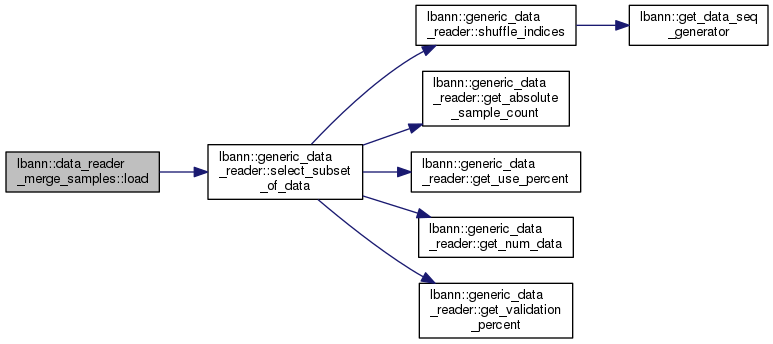 lbann::data_reader
_merge_samples::load
lbann::generic_data
_reader::select_subset
_of_data
lbann::generic_data
_reader::shuffle_indices
lbann::get_data_seq
_generator
lbann::generic_data
_reader::get_absolute
_sample_count
lbann::generic_data
_reader::get_use_percent
lbann::generic_data
_reader::get_num_data
lbann::generic_data
_reader::get_validation
_percent